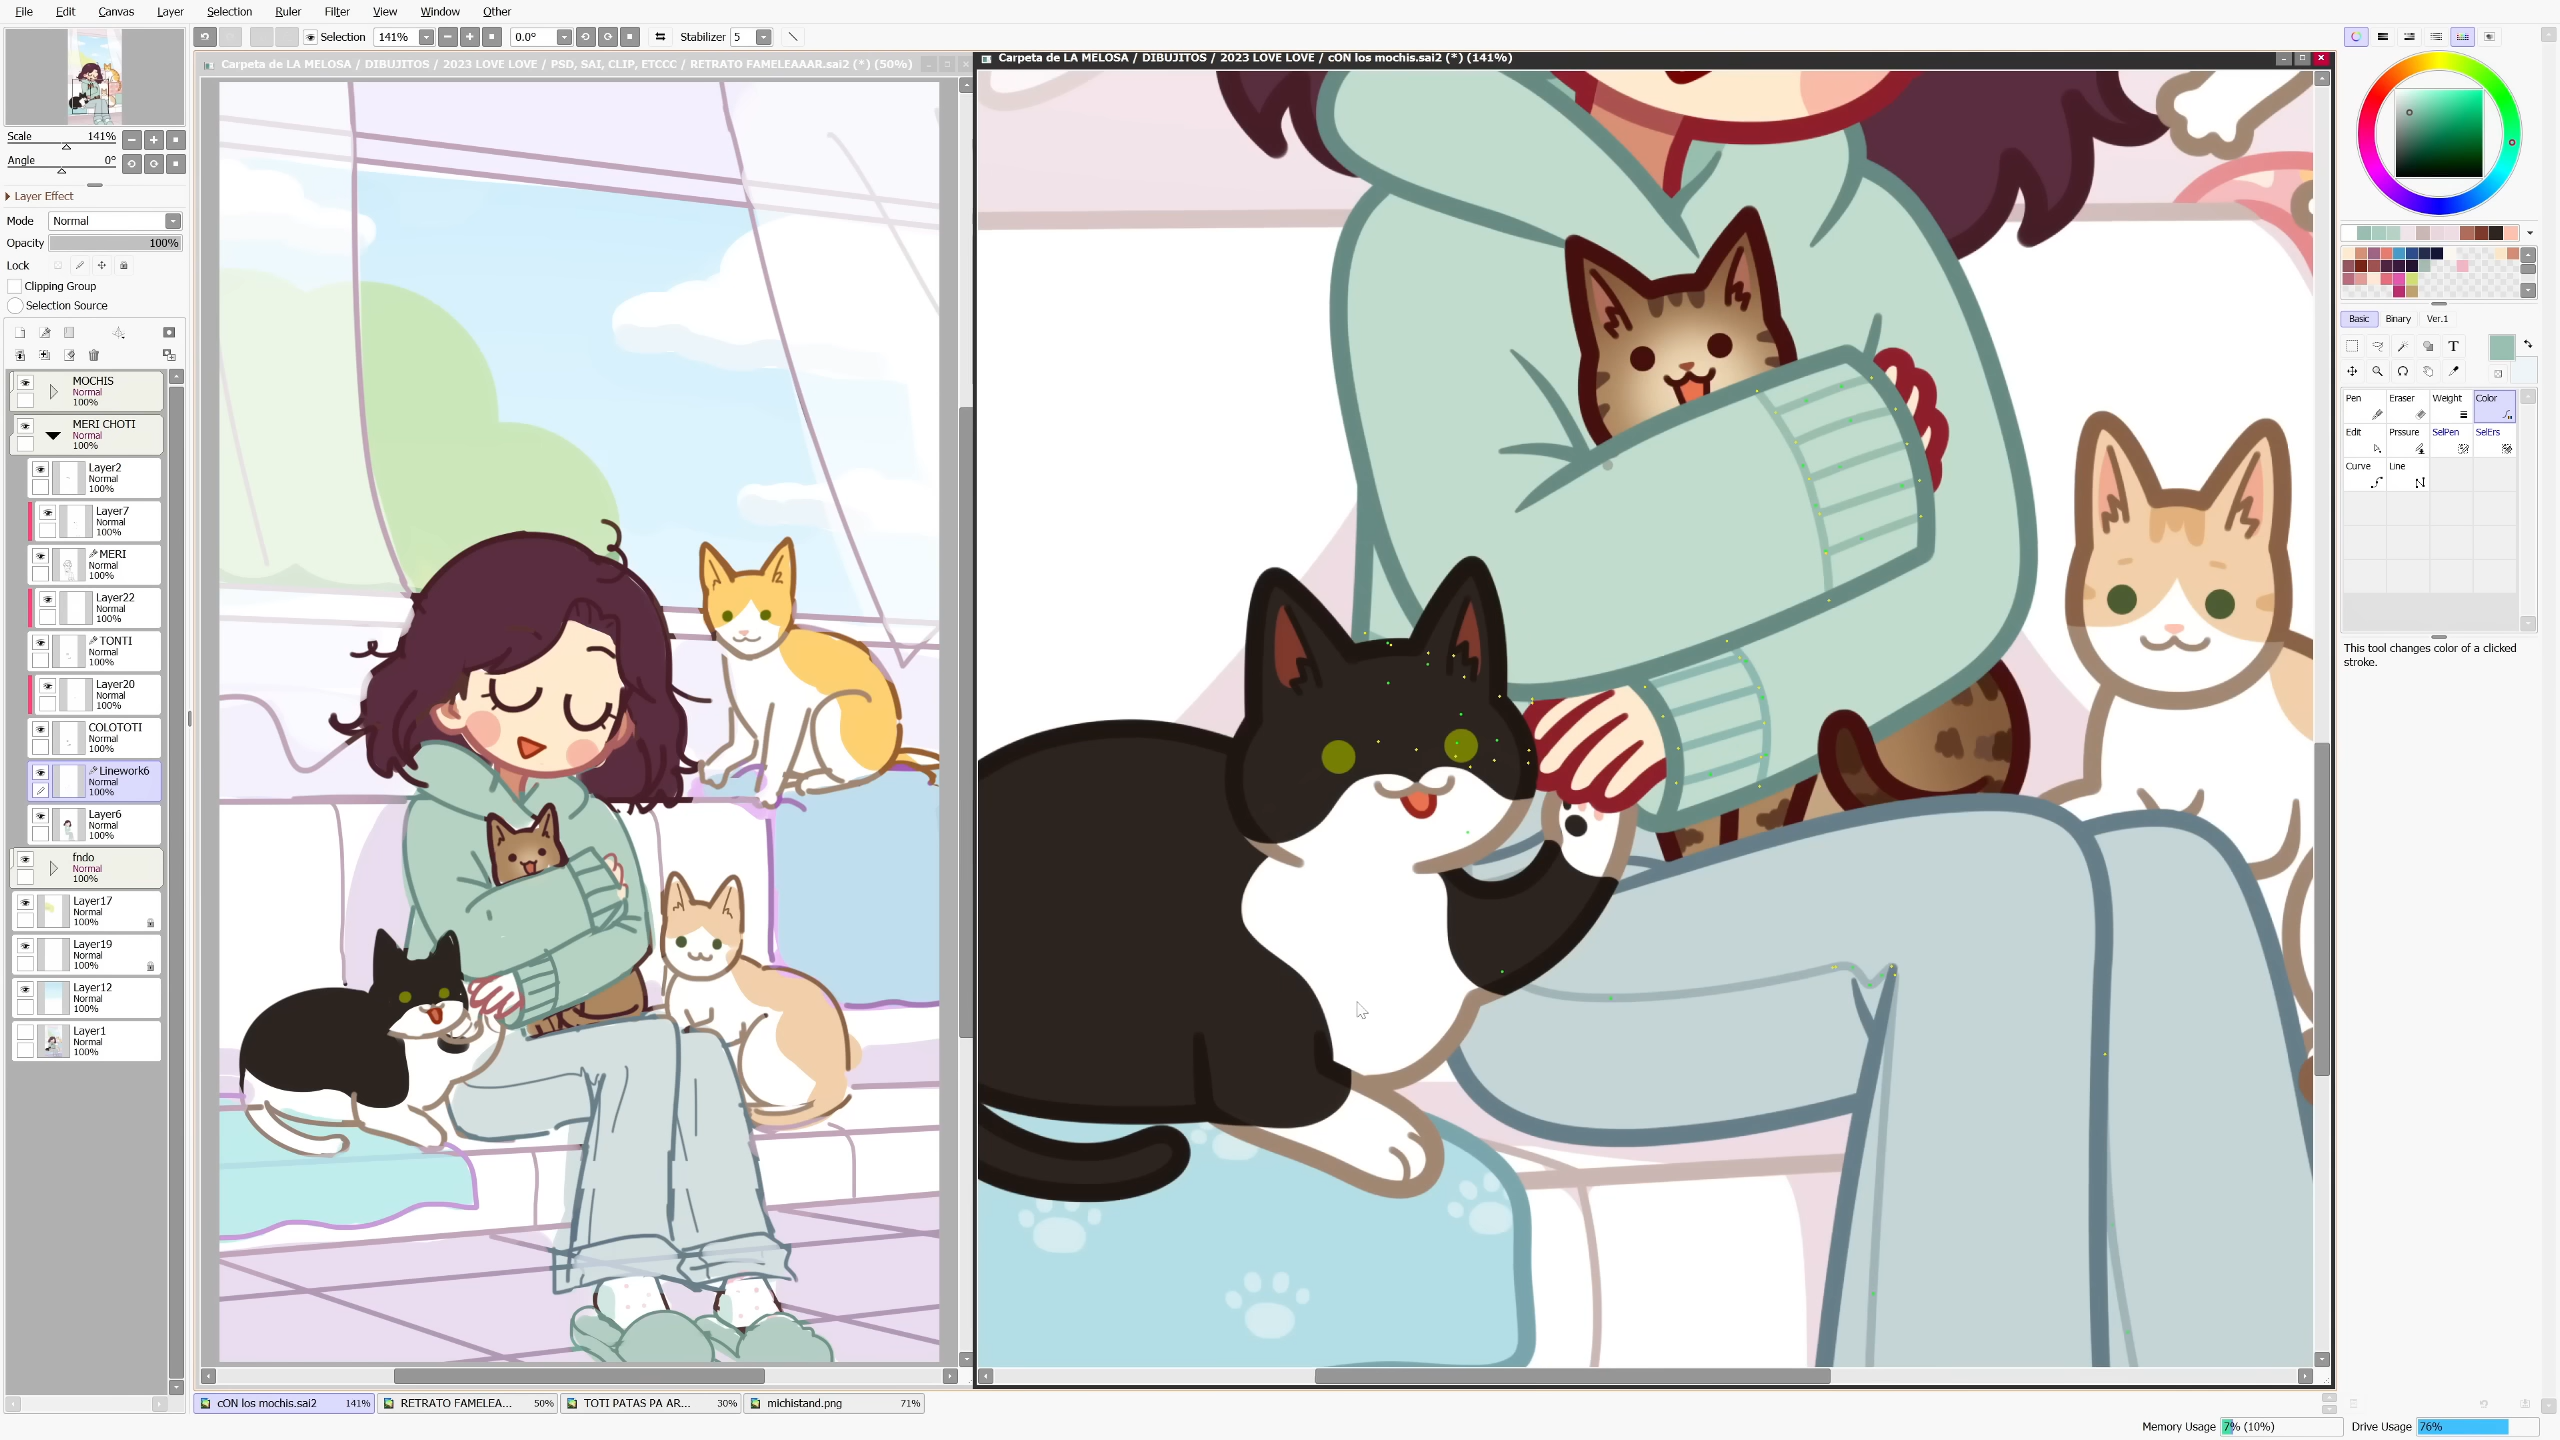 File Edit Canvas Layer Selection Ruler Filter View Window Other
Selection 141% 0.0° Stabilizer 5
Carpeta de LA MELOSA / DIBUJITOS / 2023 LOVE LOVE / PSD, SAI, CLIP, ETCCC / RETRATO FAMELEAAAR.sai2 (*) (50%)
Carpeta de LA MELOSA / DIBUJITOS / 2023 LOVE LOVE / cON los mochis.sai2 (*) (141%)
Scale 141%
Angle 0°
Layer Effect
Mode Normal
Opacity 100%
Lock
Clipping Group
Selection Source
MOCHIS
Normal
100%
MERI CHOTI
Normal
100%
Layer2
Normal
100%
Layer7
Normal
100%
MERI
Normal
100%
Layer22
Normal
100%
TONTI
Normal
100%
Layer20
Normal
100%
COLOTOTI
Normal
100%
Linework6
Normal
100%
Layer6
Normal
100%
fndo
Normal
100%
Layer17
Normal
100%
Layer19
Normal
100%
Layer12
Normal
100%
Layer1
Normal
100%
Basic Binary Ver.1
T
Pen Eraser Weight Color
Edit Prssure SelPen SelErs
Curve Line
This tool changes color of a clicked
stroke.
cON los mochis.sai2 141% RETRATO FAMELEA... 50% TOTI PATAS PA AR... 30% michistand.png 71%
Memory Usage 7% (10%) Drive Usage 76%